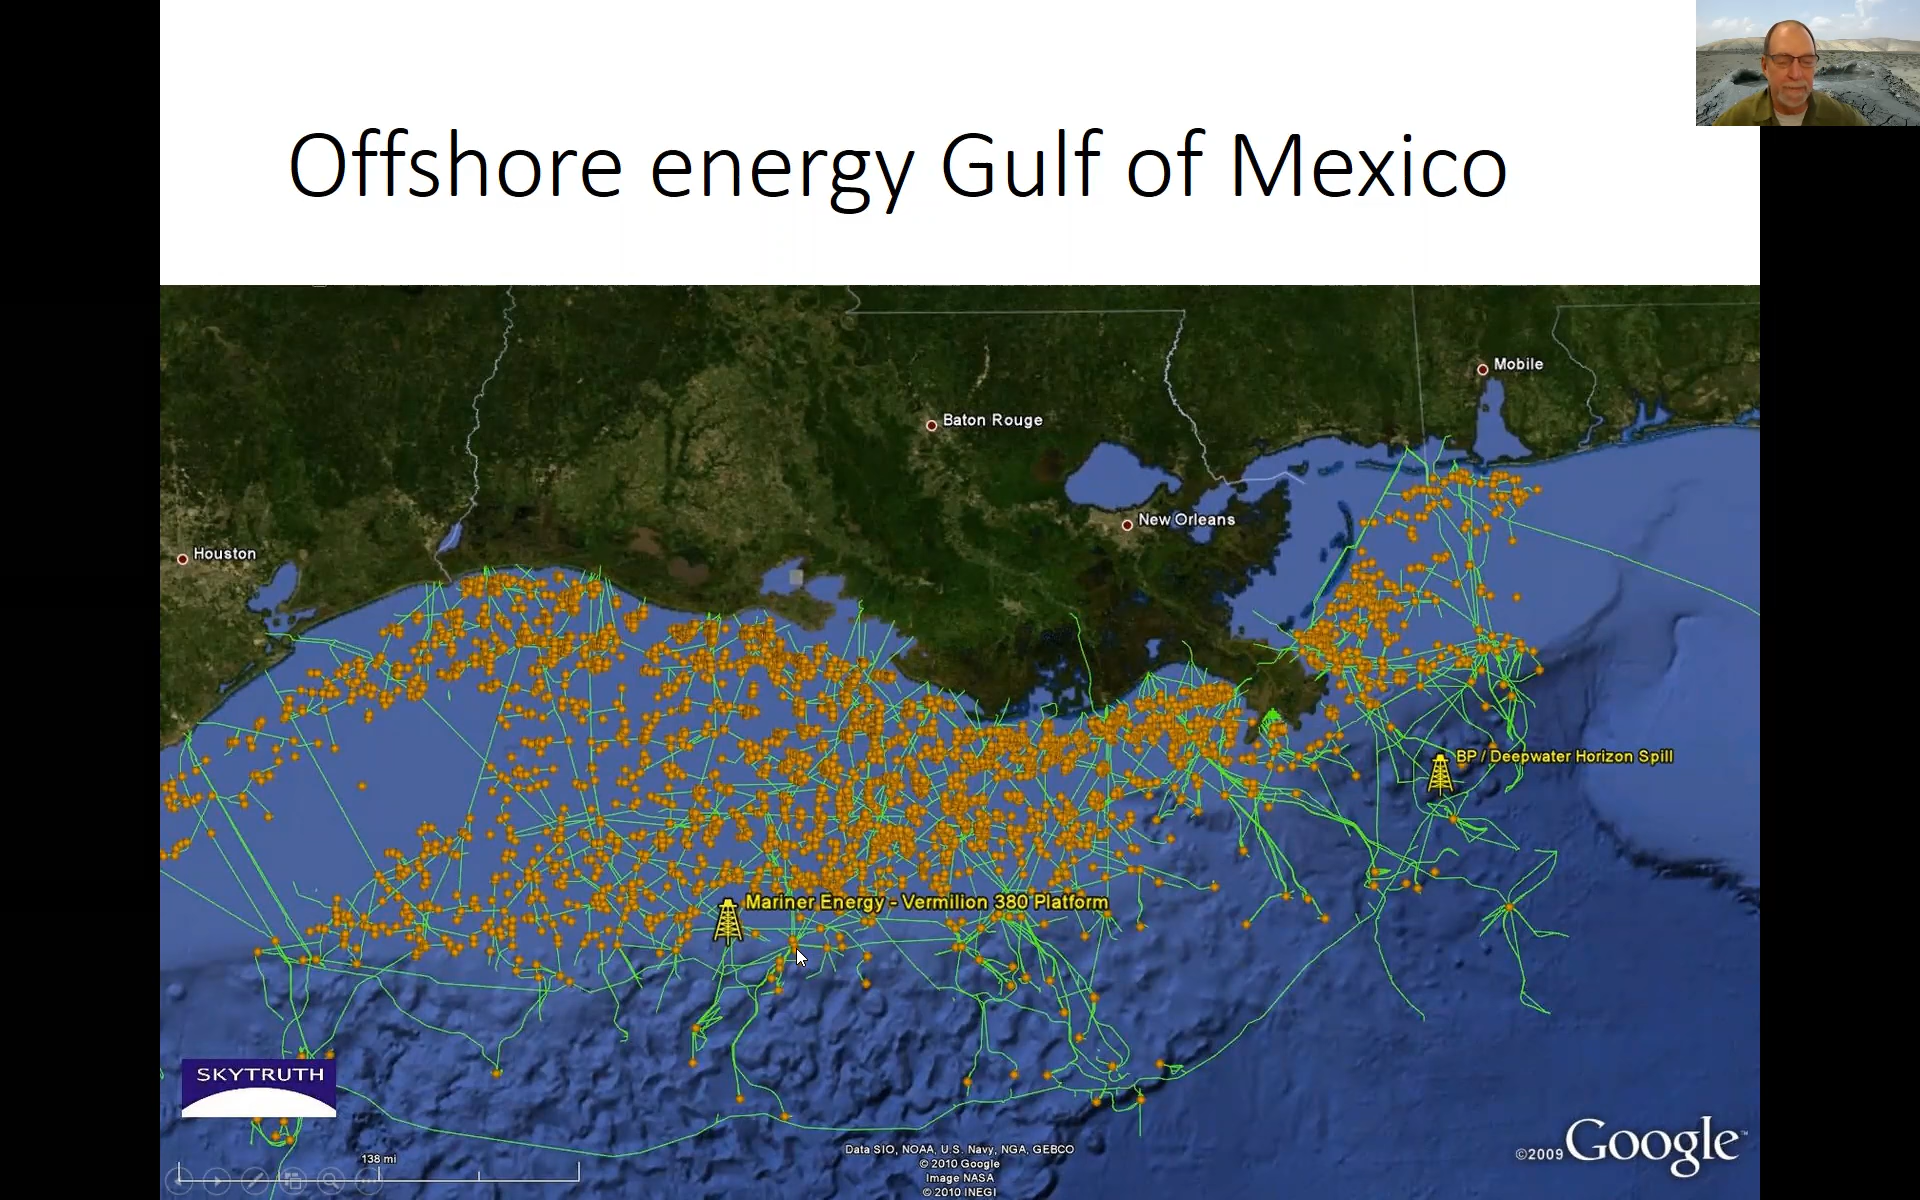 Offshore energy Gulf of Mexico
Mobile
Baton Rouge
New Orleans
Houston
BP / Deepwater Horizon Spill
Mariner Energy - Vermilion 380 Platform
SKYTRUTH
138 mi
Data SIO, NOAA, U.S. Navy, NGA, GEBCO
© 2010 Google
Image NASA
© 2010 INEGI
©2009 Google™